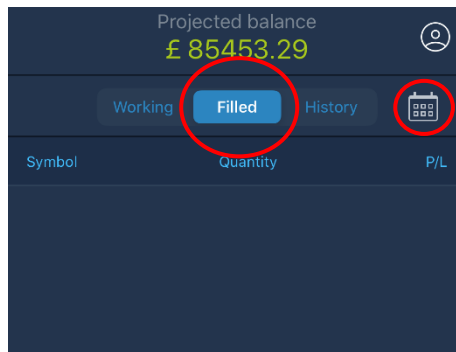 Projected balance
£ 85453.29
Working Filled History
Symbol Quantity P/L